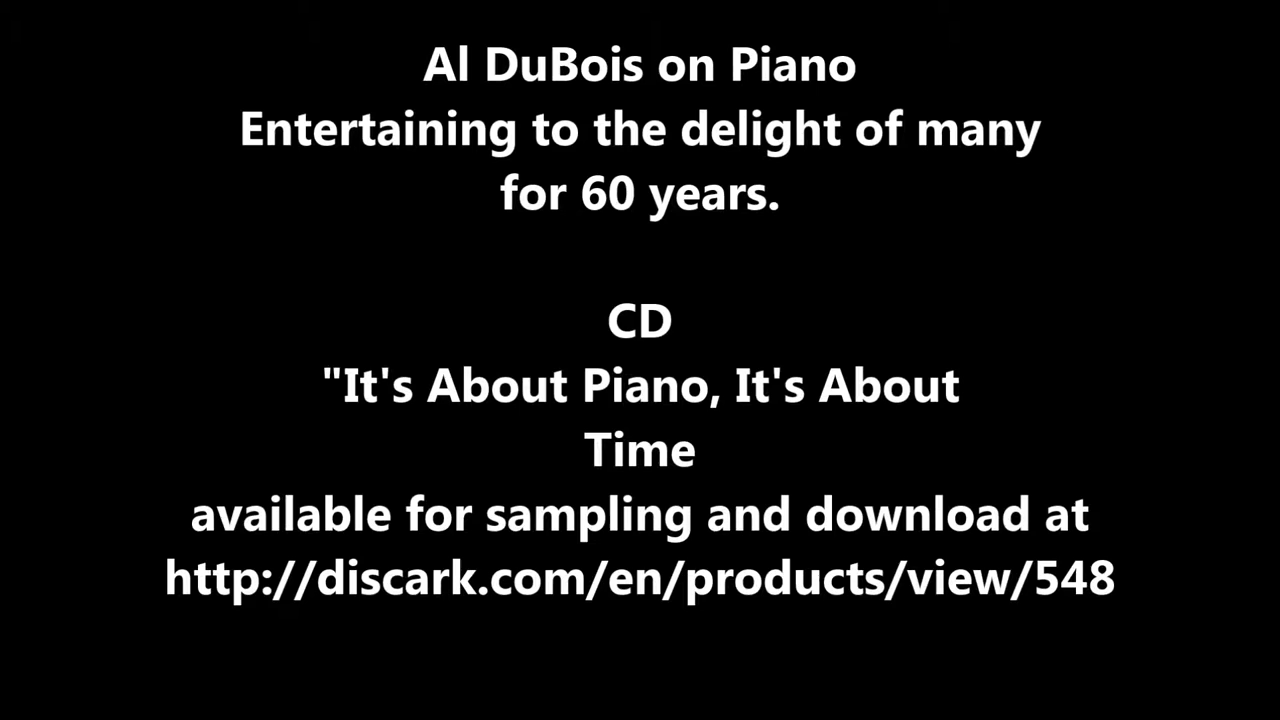 Al DuBois on Piano
Entertaining to the delight of many
for 60 years.
CD
"It's About Piano, It's About
Time
available for sampling and download at
http://discark.com/en/products/view/548